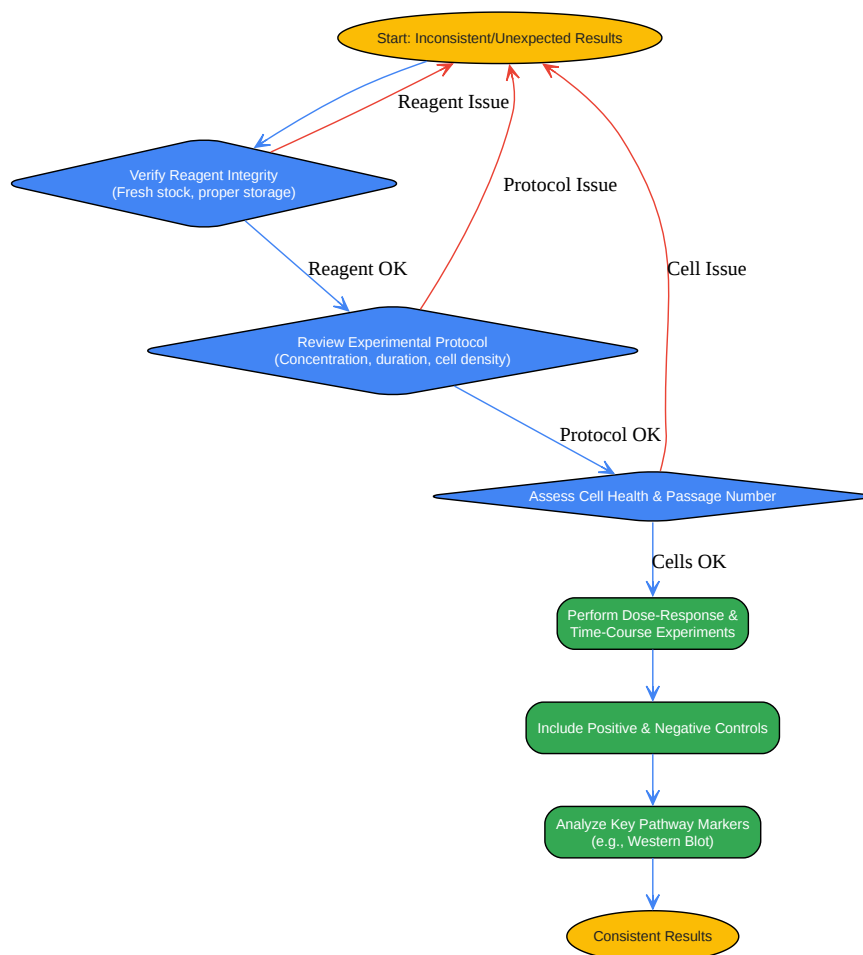 Start: Inconsistent/Unexpected Results
Reagent Issue
Verify Reagent Integrity
(Fresh stock, proper storage)
Protocol Issue
Reagent OK
Cell Issue
Review Experimental Protocol
(Concentration, duration, cell density)
Protocol OK
Assess Cell Health & Passage Number
Cells OK
Perform Dose-Response &
Time-Course Experiments
Include Positive & Negative Controls
Analyze Key Pathway Markers
(e.g., Western Blot)
Consistent Results